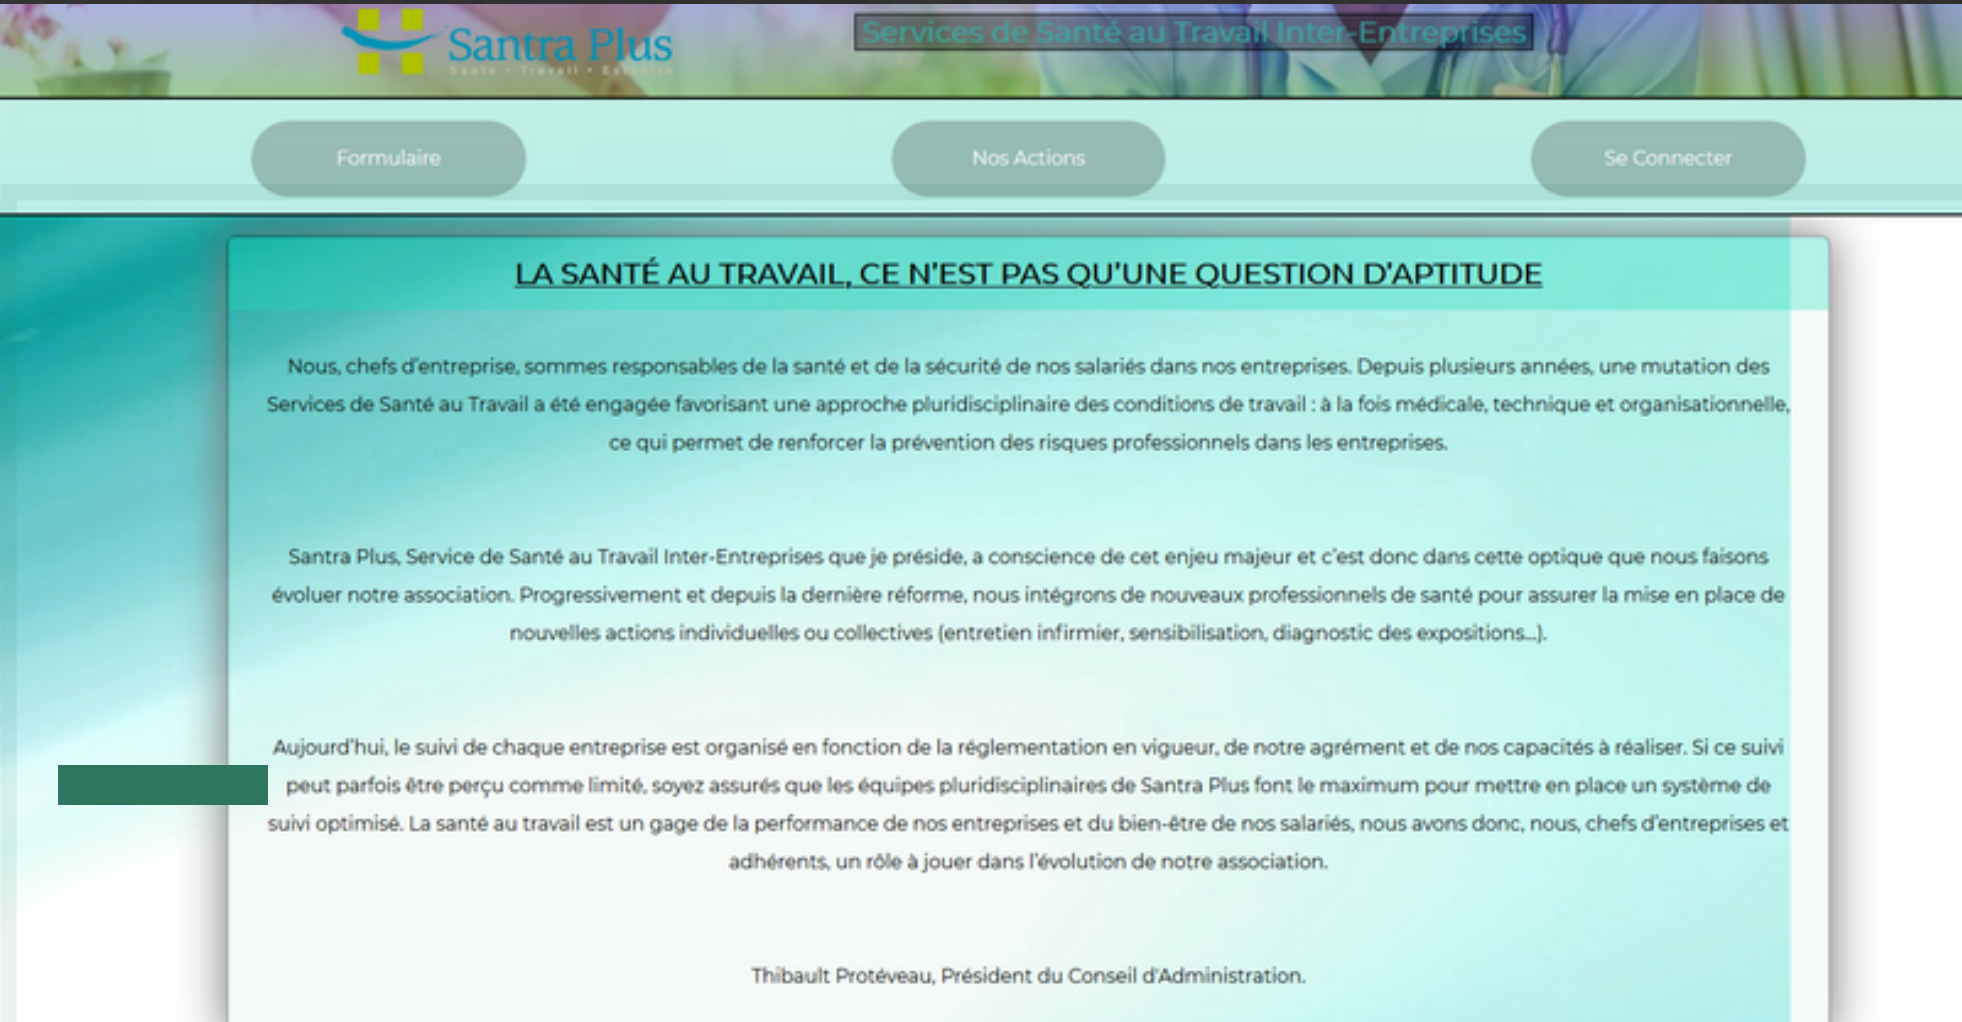 Santra Plus
Santé • Travail • Estuaire
Services de Santé au Travail Inter-Entreprises
Formulaire
Nos Actions
Se Connecter
LA SANTÉ AU TRAVAIL, CE N'EST PAS QU'UNE QUESTION D'APTITUDE
Nous, chefs d'entreprise, sommes responsables de la santé et de la sécurité de nos salariés dans nos entreprises. Depuis plusieurs années, une mutation des
Services de Santé au Travail a été engagée favorisant une approche pluridisciplinaire des conditions de travail : à la fois médicale, technique et organisationnelle,
ce qui permet de renforcer la prévention des risques professionnels dans les entreprises.
Santra Plus, Service de Santé au Travail Inter-Entreprises que je préside, a conscience de cet enjeu majeur et c'est donc dans cette optique que nous faisons
évoluer notre association. Progressivement et depuis la dernière réforme, nous intégrons de nouveaux professionnels de santé pour assurer la mise en place de
nouvelles actions individuelles ou collectives (entretien infirmier, sensibilisation, diagnostic des expositions...).
Aujourd'hui, le suivi de chaque entreprise est organisé en fonction de la réglementation en vigueur, de notre agrément et de nos capacités à réaliser. Si ce suivi
peut parfois être perçu comme limité, soyez assurés que les équipes pluridisciplinaires de Santra Plus font le maximum pour mettre en place un système de
suivi optimisé. La santé au travail est un gage de la performance de nos entreprises et du bien-être de nos salariés, nous avons donc, nous, chefs d'entreprises et
adhérents, un rôle à jouer dans l'évolution de notre association.
Thibault Protéveau, Président du Conseil d'Administration.